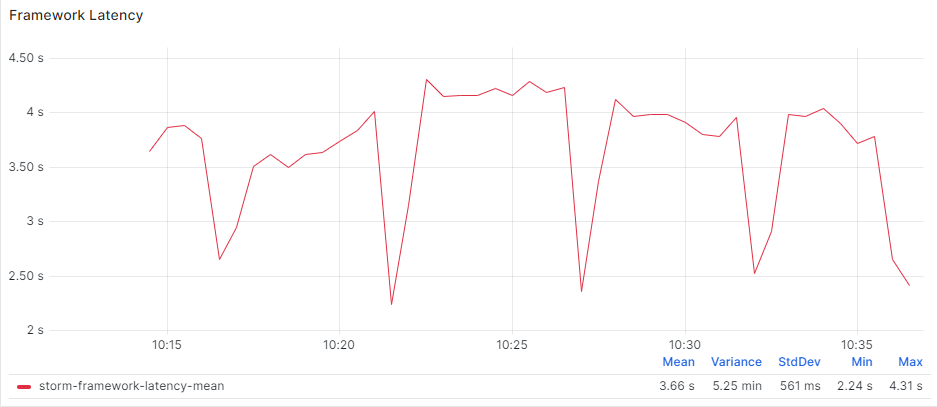 Framework Latency
4.50 s
4 s
3.50 s
3 s
2.50 s
2 s
10:15 10:20 10:25 10:30 10:35
Mean Variance StdDev Min Max
storm-framework-latency-mean 3.66 s 5.25 min 561 ms 2.24 s 4.31 s